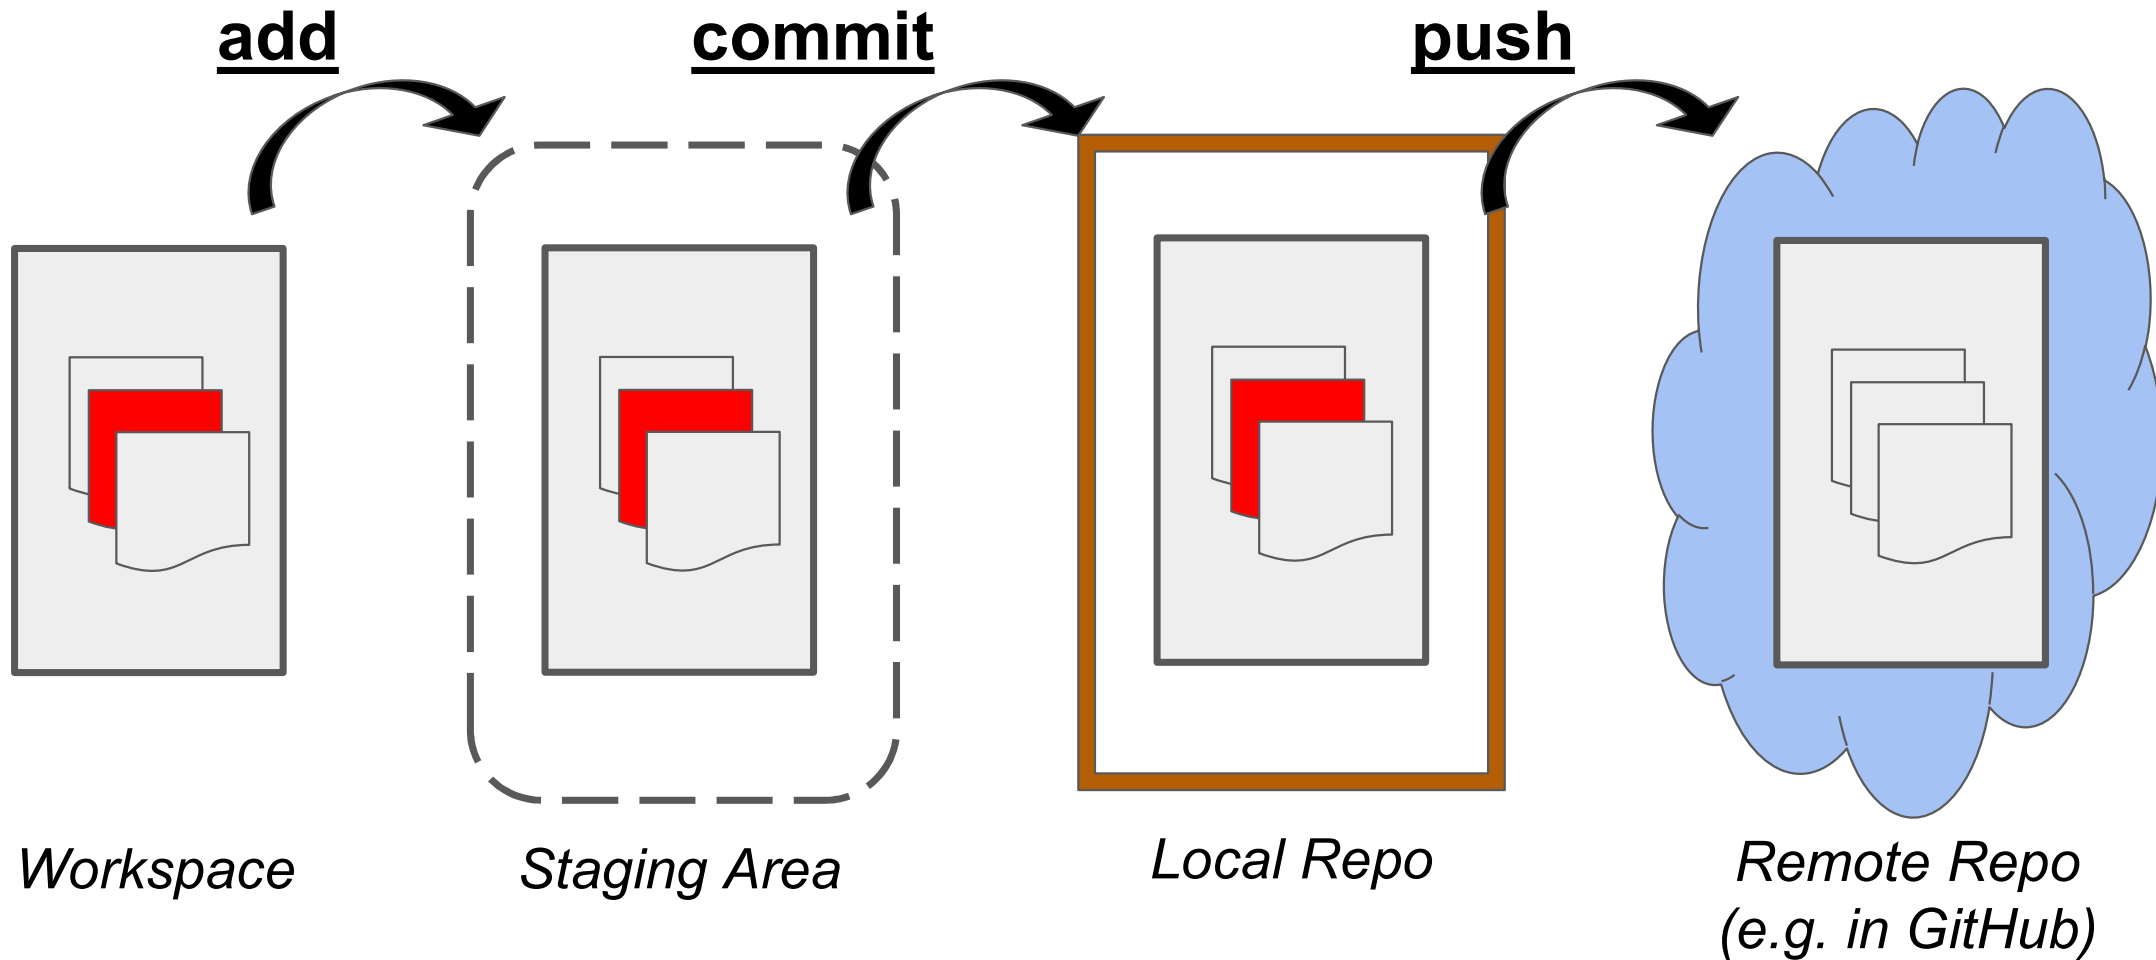 add
commit
push
Workspace
Staging Area
Local Repo
Remote Repo
(e.g. in GitHub)